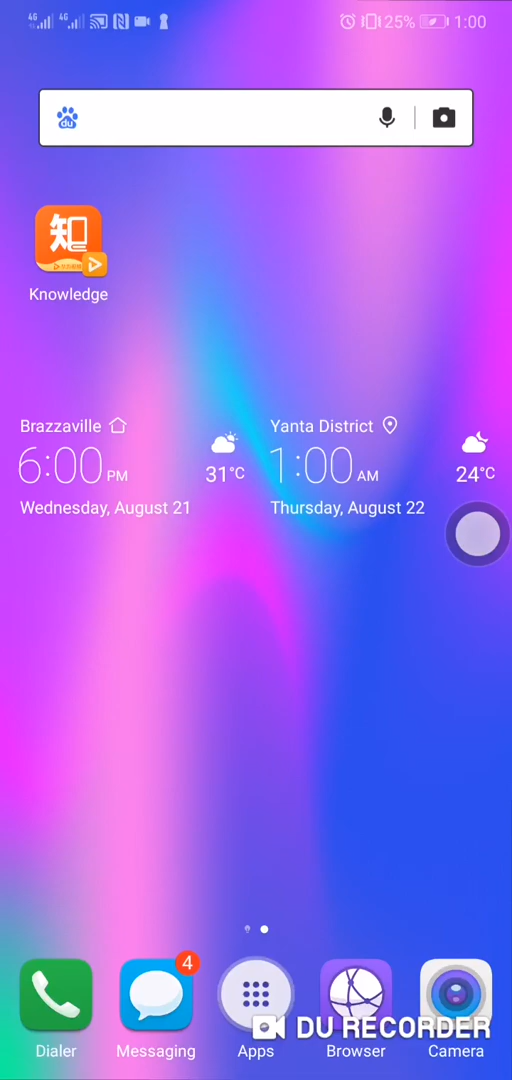 4G 4G 25% 1:00
du
知
Knowledge
Brazzaville Yanta District
6:00 PM 31°C 1:00 AM 24°C
Wednesday, August 21 Thursday, August 22
4
DU RECORDER
Dialer Messaging Apps Browser Camera